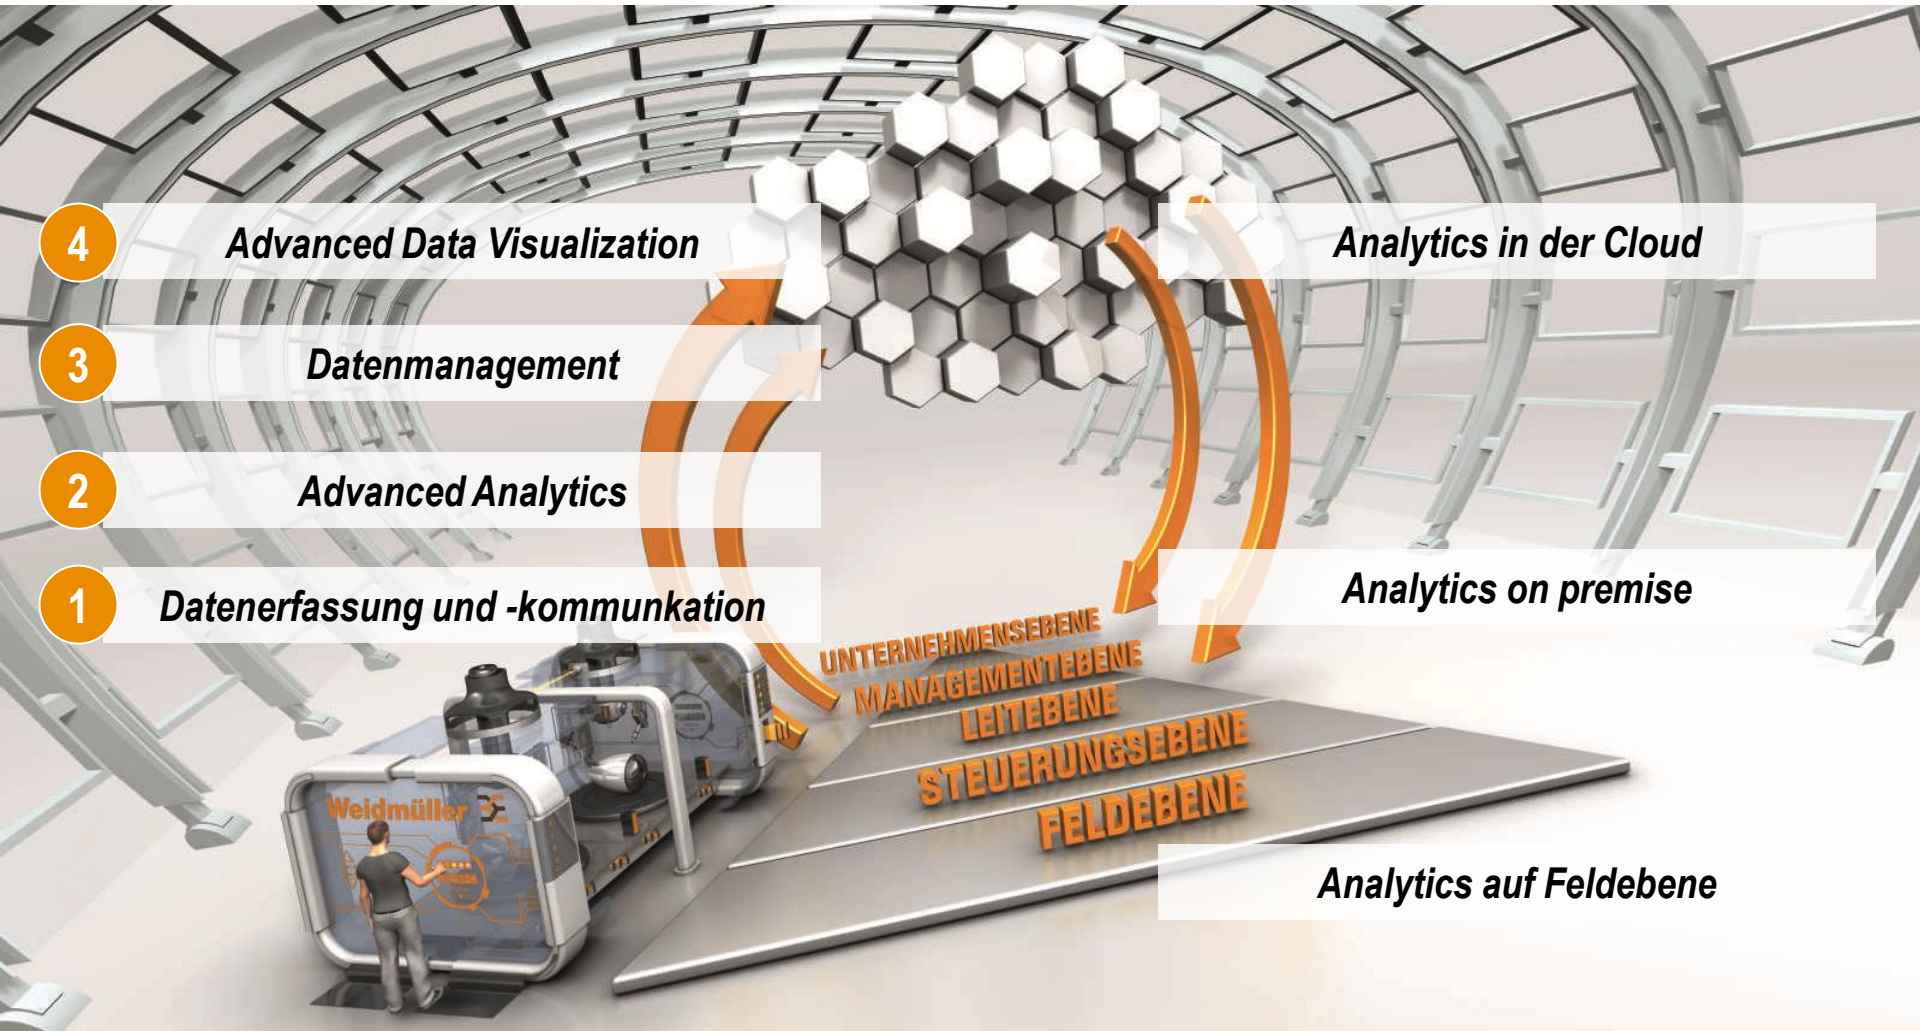 4
Advanced Data Visualization
3
Datenmanagement
2
Advanced Analytics
1
Datenerfassung und -kommunkation
Analytics in der Cloud
Analytics on premise
Analytics auf Feldebene
UNTERNEHMENSEBENE
MANAGEMENTEBENE
LEITEBENE
STEUERUNGSEBENE
FELDEBENE
Weidmüller